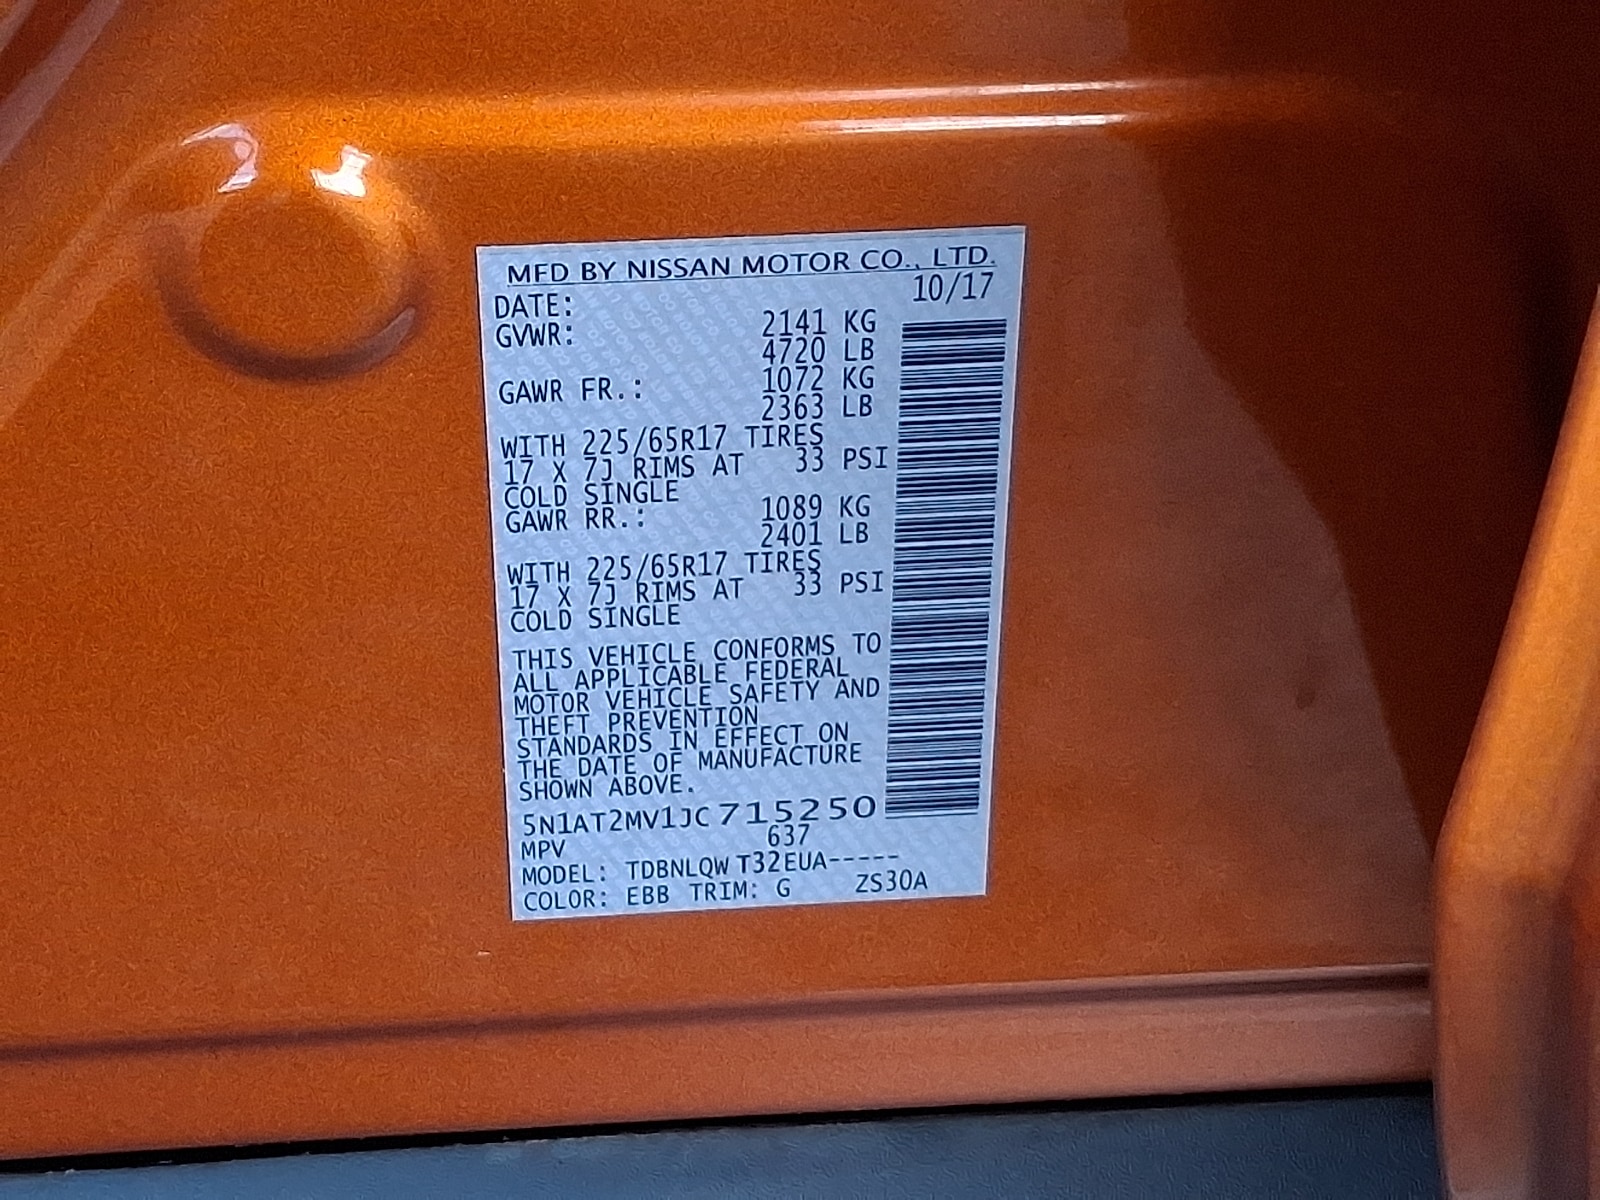 MFD BY NISSAN MOTOR CO., LTD.
DATE: 10/17
GVWR: 2141 KG
4720 LB
GAWR FR.: 1072 KG
2363 LB
WITH 225/65R17 TIRES
17 X 7J RIMS AT 33 PSI
COLD SINGLE
GAWR RR.: 1089 KG
2401 LB
WITH 225/65R17 TIRES
17 X 7J RIMS AT 33 PSI
COLD SINGLE
THIS VEHICLE CONFORMS TO
ALL APPLICABLE FEDERAL
MOTOR VEHICLE SAFETY AND
THEFT PREVENTION
STANDARDS IN EFFECT ON
THE DATE OF MANUFACTURE
SHOWN ABOVE.
5N1AT2MV1JC715250
MPV 637
MODEL: TDBNLQW T32EUA-----
COLOR: EBB TRIM: G ZS30A